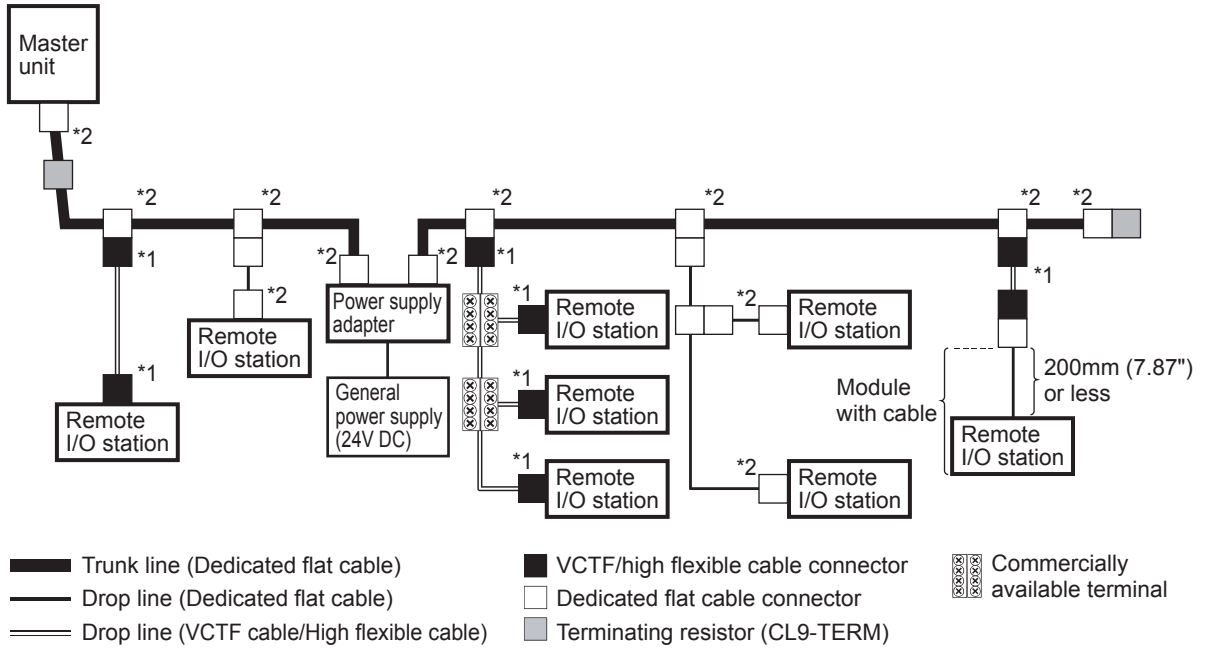 Master
unit
*2
*2
*2
*2
*2
*2
*2
*1
*2
*2
*1
*1
*2
Power supply
adapter
*1
Remote
I/O station
*2
Remote
I/O station
Remote
I/O station
*1
General
power supply
(24V DC)
*1
Remote
I/O station
Module
with cable
200mm (7.87")
or less
Remote
I/O station
Remote
I/O station
*1
Remote
I/O station
*2
Remote
I/O station
Trunk line (Dedicated flat cable)
Drop line (Dedicated flat cable)
Drop line (VCTF cable/High flexible cable)
VCTF/high flexible cable connector
Dedicated flat cable connector
Terminating resistor (CL9-TERM)
Commercially
available terminal